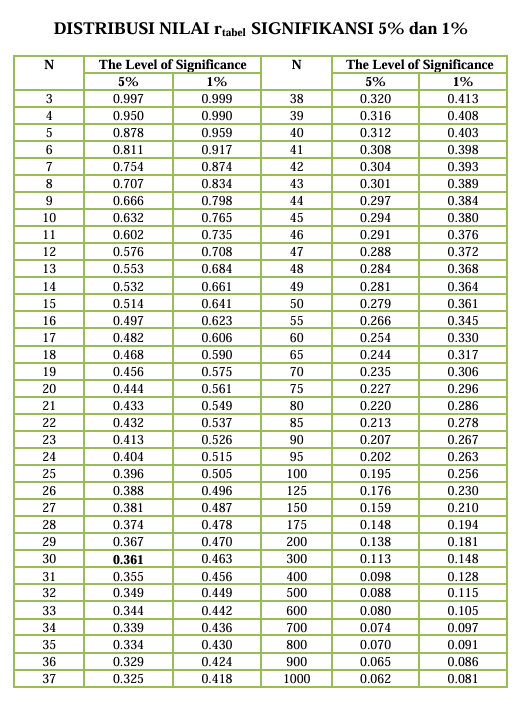 DISTRIBUSI NILAI rtabel SIGNIFIKANSI 5% dan 1%
N The Level of Significance N The Level of Significance
5% 1% 5% 1%
3 0.997 0.999 38 0.320 0.413
4 0.950 0.990 39 0.316 0.408
5 0.878 0.959 40 0.312 0.403
6 0.811 0.917 41 0.308 0.398
7 0.754 0.874 42 0.304 0.393
8 0.707 0.834 43 0.301 0.389
9 0.666 0.798 44 0.297 0.384
10 0.632 0.765 45 0.294 0.380
11 0.602 0.735 46 0.291 0.376
12 0.576 0.708 47 0.288 0.372
13 0.553 0.684 48 0.284 0.368
14 0.532 0.661 49 0.281 0.364
15 0.514 0.641 50 0.279 0.361
16 0.497 0.623 55 0.266 0.345
17 0.482 0.606 60 0.254 0.330
18 0.468 0.590 65 0.244 0.317
19 0.456 0.575 70 0.235 0.306
20 0.444 0.561 75 0.227 0.296
21 0.433 0.549 80 0.220 0.286
22 0.432 0.537 85 0.213 0.278
23 0.413 0.526 90 0.207 0.267
24 0.404 0.515 95 0.202 0.263
25 0.396 0.505 100 0.195 0.256
26 0.388 0.496 125 0.176 0.230
27 0.381 0.487 150 0.159 0.210
28 0.374 0.478 175 0.148 0.194
29 0.367 0.470 200 0.138 0.181
30 0.361 0.463 300 0.113 0.148
31 0.355 0.456 400 0.098 0.128
32 0.349 0.449 500 0.088 0.115
33 0.344 0.442 600 0.080 0.105
34 0.339 0.436 700 0.074 0.097
35 0.334 0.430 800 0.070 0.091
36 0.329 0.424 900 0.065 0.086
37 0.325 0.418 1000 0.062 0.081